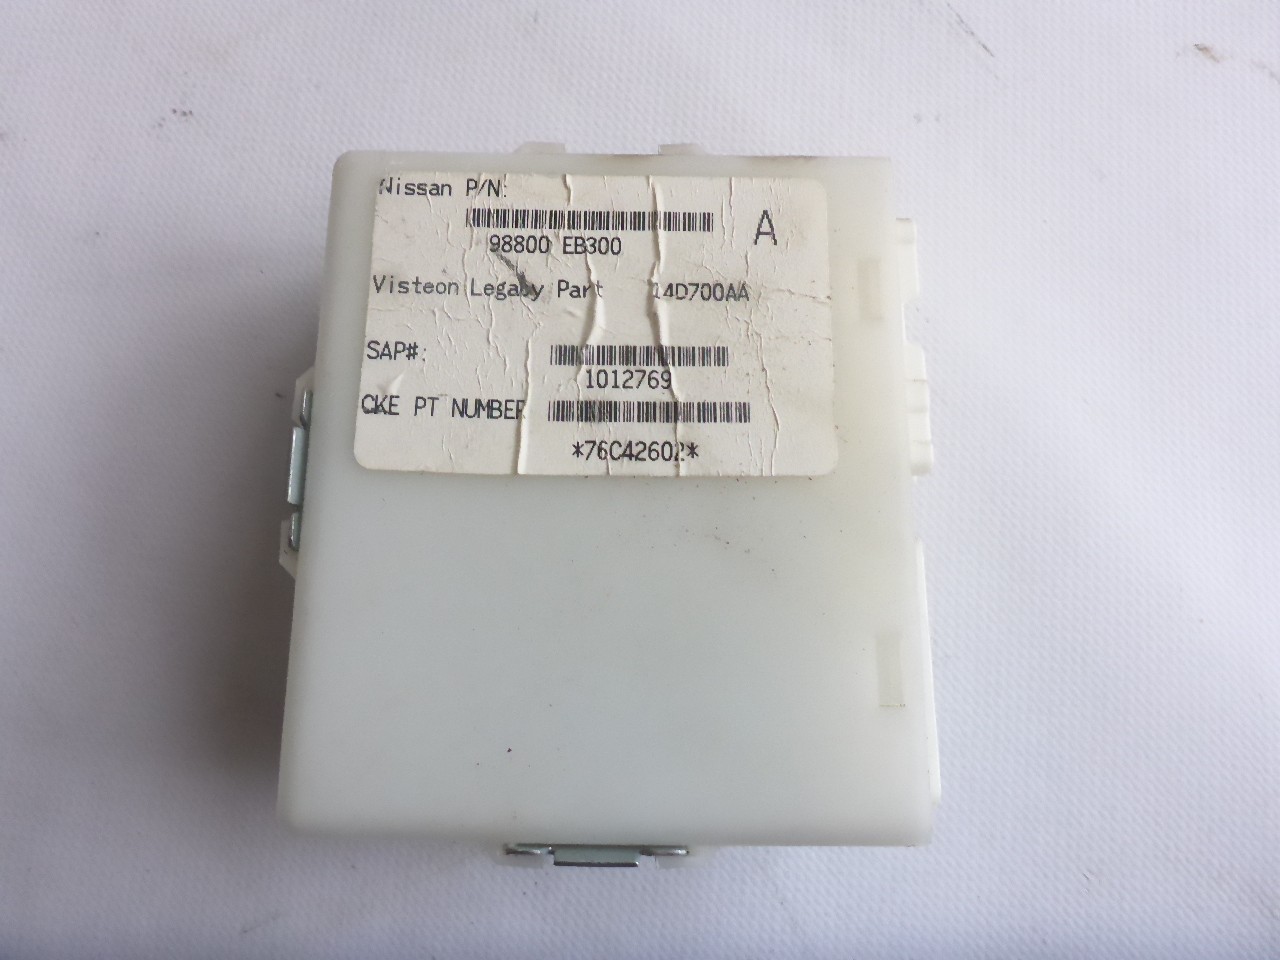 Nissan P/N:
A
98800 EB300
Visteon Legacy Part 14D700AA
SAP#:
1012769
CKE PT NUMBER
*76C42602*